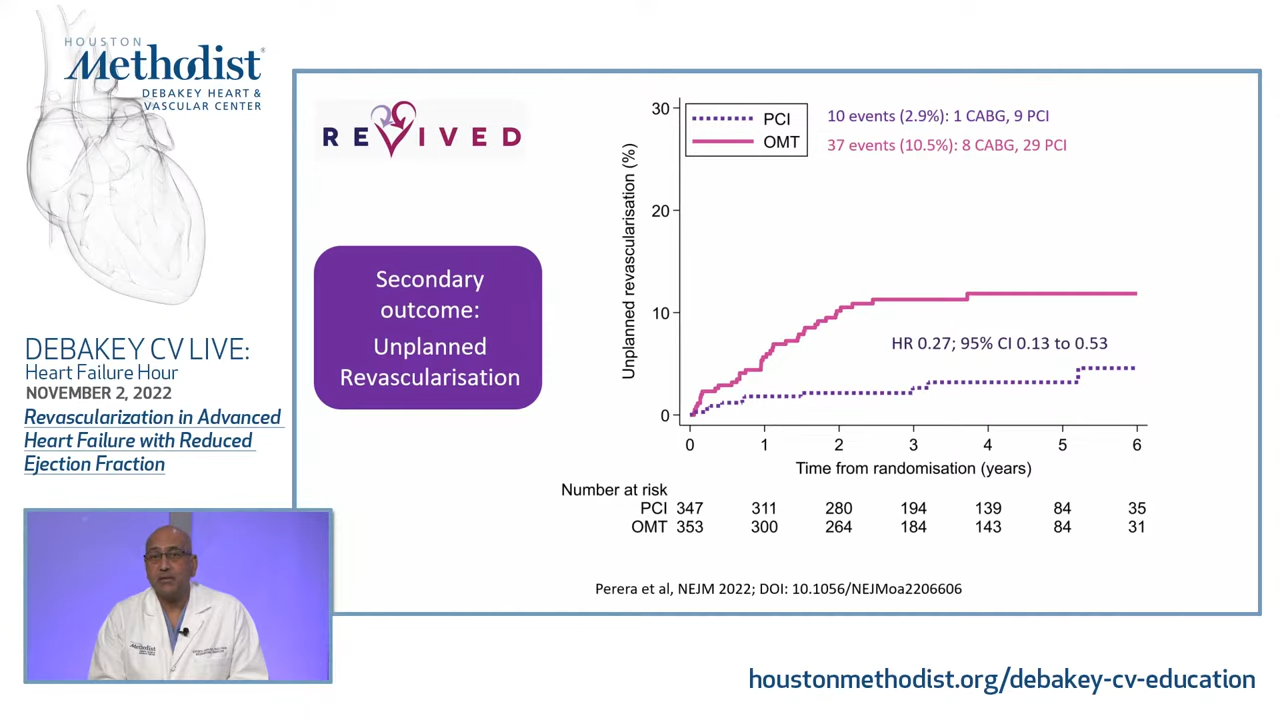 HOUSTON
Methodist®
DEBAKEY HEART &
VASCULAR CENTER
DEBAKEY CV LIVE:
Heart Failure Hour
NOVEMBER 2, 2022
Revascularization in Advanced
Heart Failure with Reduced
Ejection Fraction
Methodist
REVIVED
Secondary
outcome:
Unplanned
Revascularisation
Unplanned revascularisation (%)
30
20
10
0
PCI
OMT
10 events (2.9%): 1 CABG, 9 PCI
37 events (10.5%): 8 CABG, 29 PCI
HR 0.27; 95% CI 0.13 to 0.53
0 1 2 3 4 5 6
Time from randomisation (years)
Number at risk
PCI 347 311 280 194 139 84 35
OMT 353 300 264 184 143 84 31
Perera et al, NEJM 2022; DOI: 10.1056/NEJMoa2206606
houstonmethodist.org/debakey-cv-education